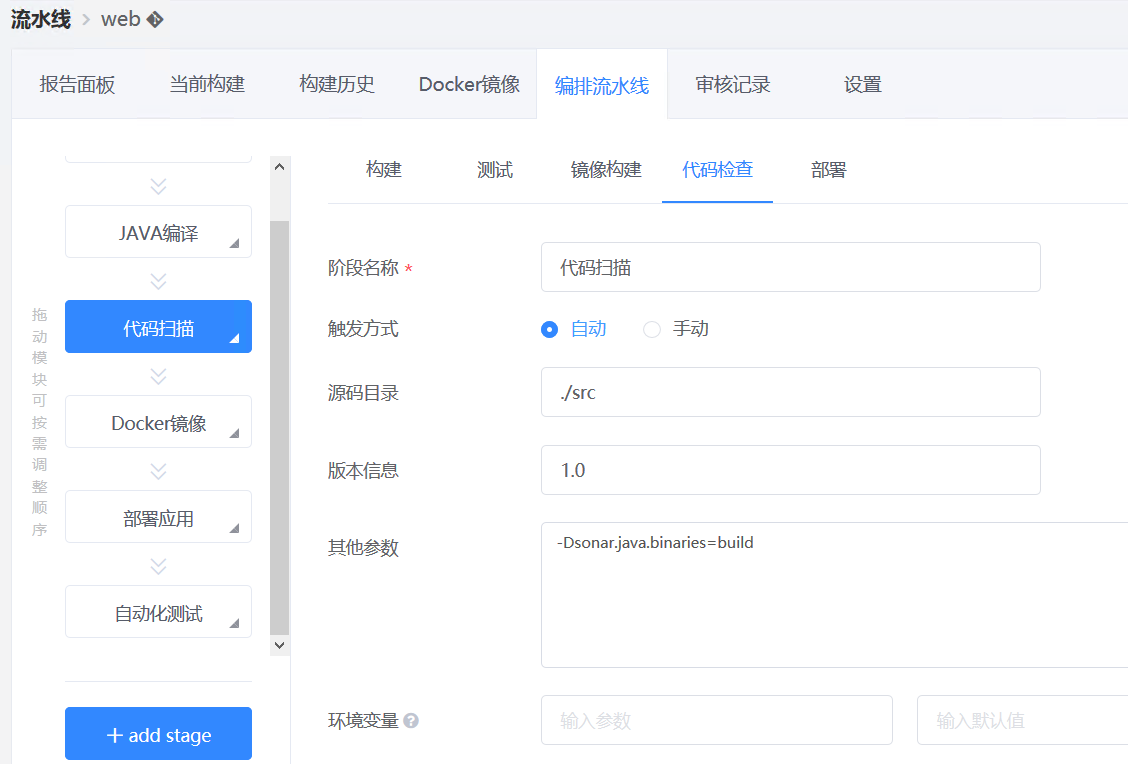 流水线 > web
报告面板 当前构建 构建历史 Docker镜像 编排流水线 审核记录 设置
JAVA编译
代码扫描
Docker镜像
部署应用
自动化测试
+ add stage
拖动模块可按需调整顺序
构建 测试 镜像构建 代码检查 部署
阶段名称 * 代码扫描
触发方式 自动 手动
源码目录 ./src
版本信息 1.0
其他参数 -Dsonar.java.binaries=build
环境变量 ? 输入参数 输入默认值